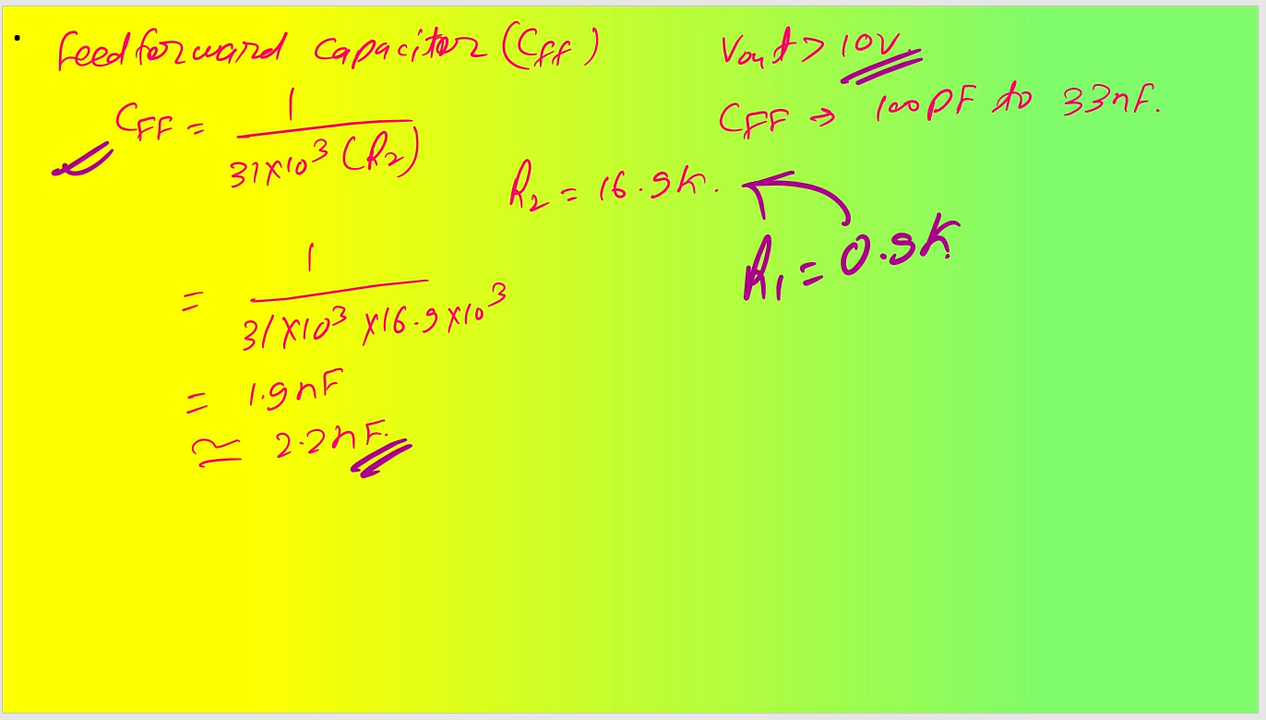 • feedforward capacitor (Cff)
CFF = 1 / 31×10³ (R₂)
= 1 / 31×10³ ×16.9×10³
= 1.9nF
≅ 2.2nF.
Vout > 10V.
CFF → 100PF to 33nF.
R₂ = 16.9K.
R₁ = 0.9K